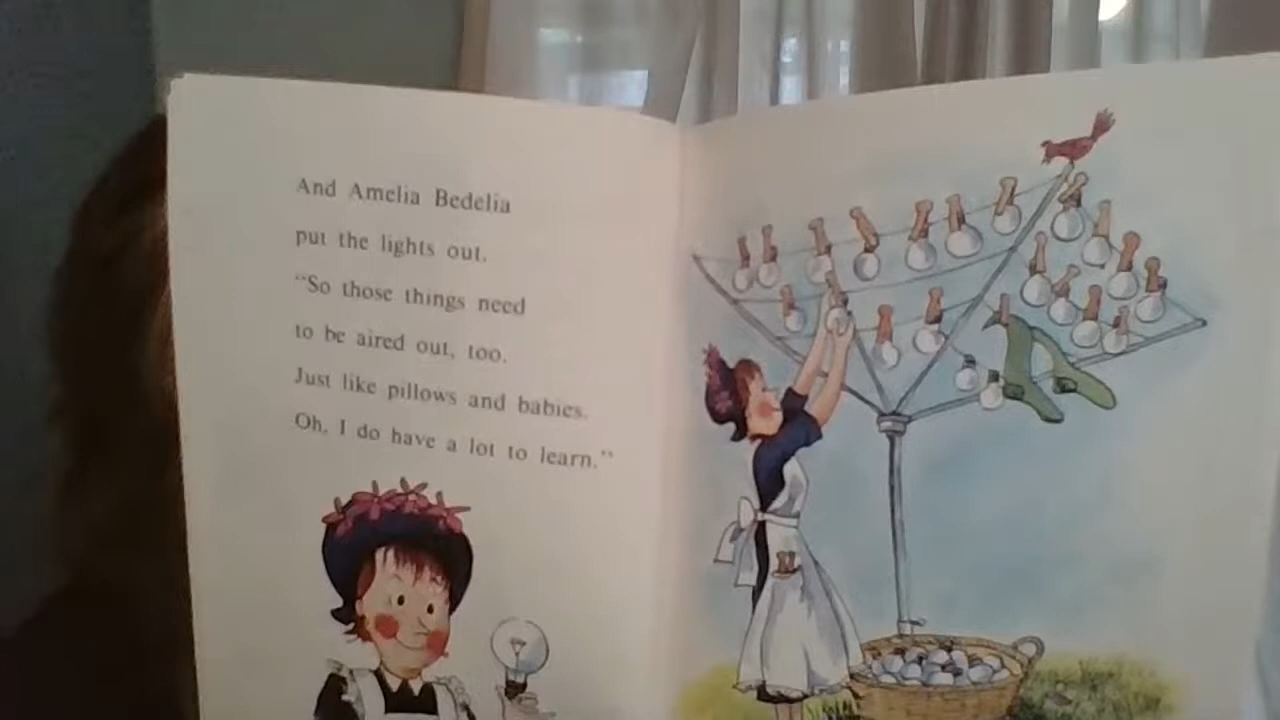 And Amelia Bedelia
put the lights out.
“So those things need
to be aired out, too.
Just like pillows and babies.
Oh, I do have a lot to learn.”